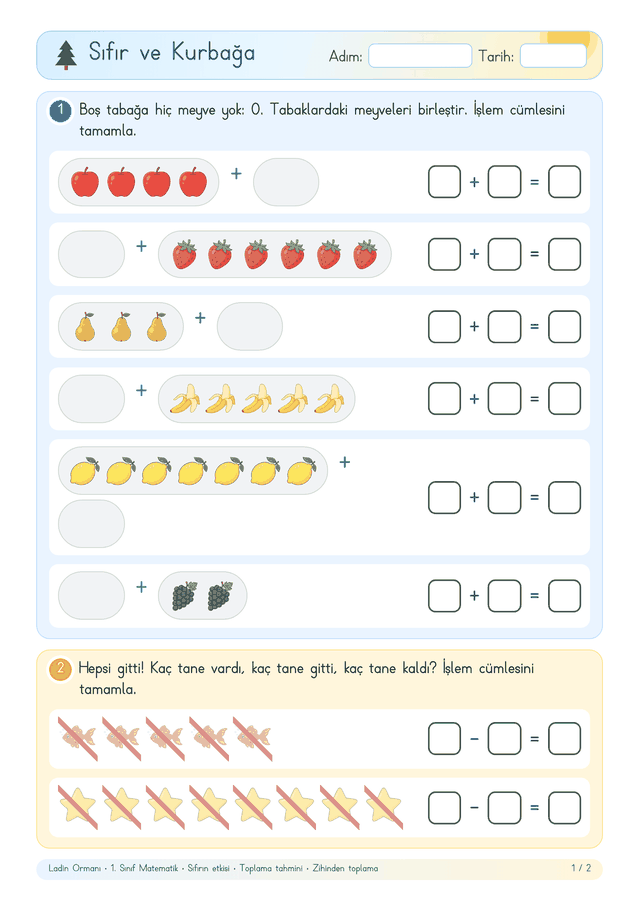 Sıfır ve Kurbağa
Adım:
Tarih:
1
Boş tabağa hiç meyve yok: 0. Tabaklardaki meyveleri birleştir. İşlem cümlesini
tamamla.
+
+ =
+
+ =
+
+ =
+
+ =
+
+ =
+
+ =
2
Hepsi gitti! Kaç tane vardı, kaç tane gitti, kaç tane kaldı? İşlem cümlesini
tamamla.
- =
- =
Ladin Ormanı • 1. Sınıf Matematik • Sıfırın etkisi • Toplama tahmini • Zihinden toplama
1 / 2